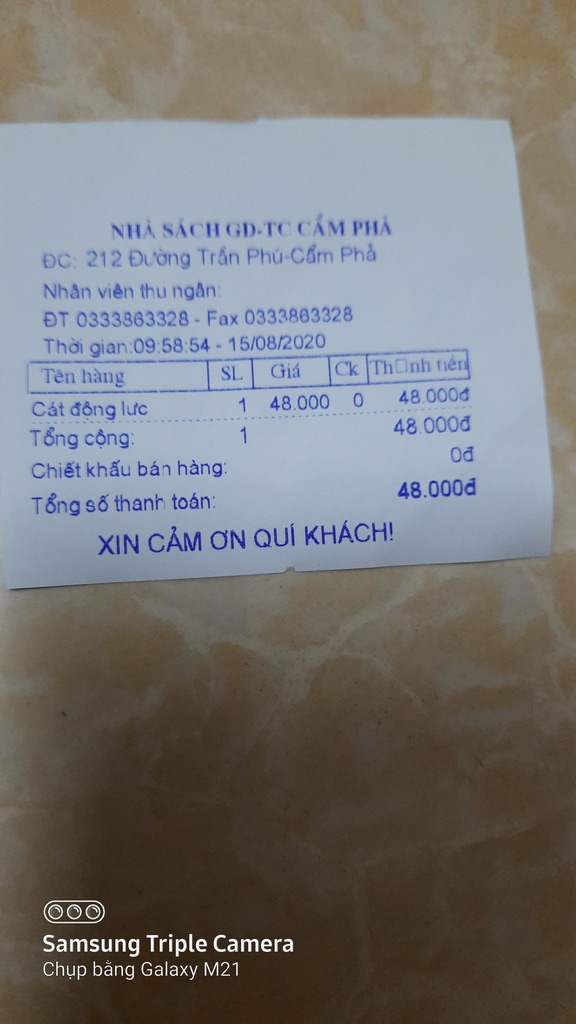 NHÀ SÁCH GD-TC CẨM PHẢ
ĐC: 212 Đường Trần Phú-Cẩm Phả
Nhân viên thu ngân:
ĐT 0333863328 - Fax 0333863328
Thời gian:09:58:54 - 15/08/2020
Tên hàng SL Giá Ck Th□nh tiền
Cát động lực 1 48.000 0 48.000đ
Tổng cộng: 1 48.000đ
Chiết khấu bán hàng: 0đ
Tổng số thanh toán: 48.000đ
XIN CẢM ƠN QUÍ KHÁCH!
Samsung Triple Camera
Chụp bằng Galaxy M21